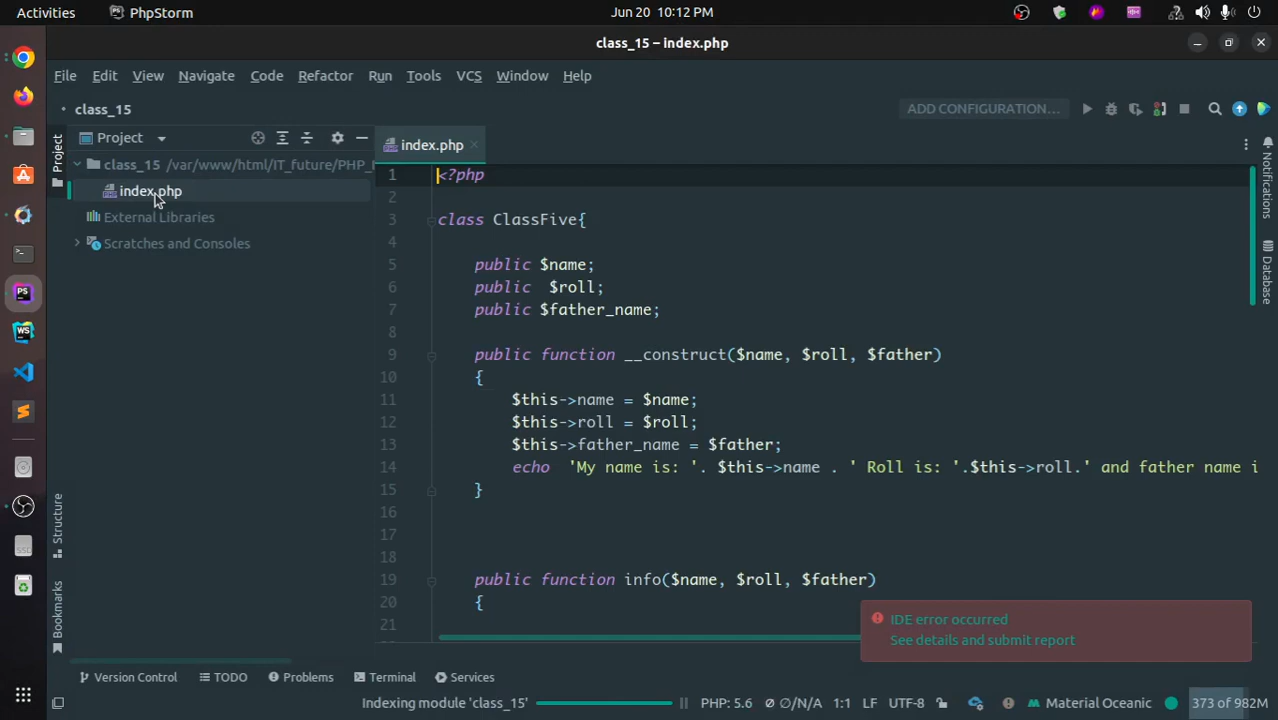 Activities PhpStorm Jun 20 10:12 PM
class_15 – index.php
File Edit View Navigate Code Refactor Run Tools VCS Window Help
class_15 ADD CONFIGURATION...
Project
index.php
class_15 /var/www/html/IT_future/PHP_
index.php
External Libraries
Scratches and Consoles
Project
Structure
Bookmarks
1 <?php
2
3 class ClassFive{
4
5 public $name;
6 public $roll;
7 public $father_name;
8
9 public function __construct($name, $roll, $father)
10 {
11 $this->name = $name;
12 $this->roll = $roll;
13 $this->father_name = $father;
14 echo 'My name is: '. $this->name . ' Roll is: '.$this->roll.' and father name i
15 }
16
17
18
19 public function info($name, $roll, $father)
20 {
21
Notifications
Database
IDE error occurred
See details and submit report
Version Control TODO Problems Terminal Services
Indexing module 'class_15' PHP: 5.6 ∅/N/A 1:1 LF UTF-8 Material Oceanic 373 of 982M
PS
WS
SSD